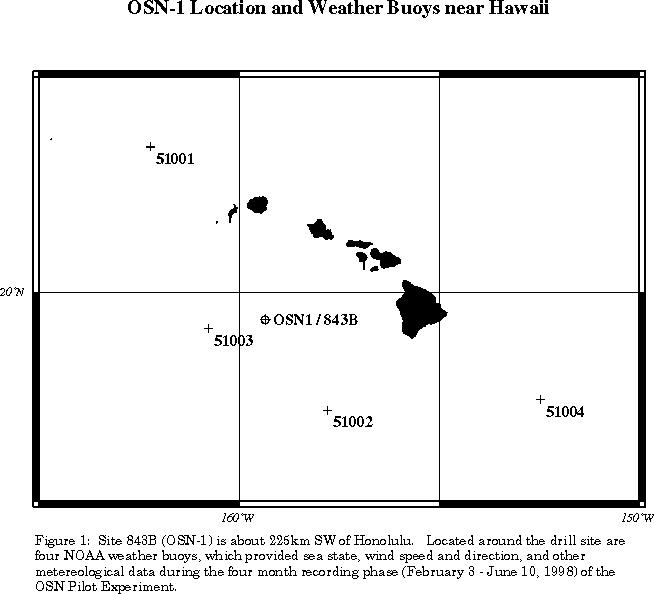 OSN-1 Location and Weather Buoys near Hawaii
51001
20°N
OSN1 / 843B
51003
51004
51002
160°W
150°W
Figure 1: Site 843B (OSN-1) is about 225km SW of Honolulu. Located around the drill site are
four NOAA weather buoys, which provided sea state, wind speed and direction, and other
metereological data during the four month recording phase (February 3 - June 10, 1998) of the
OSN Pilot Experiment.